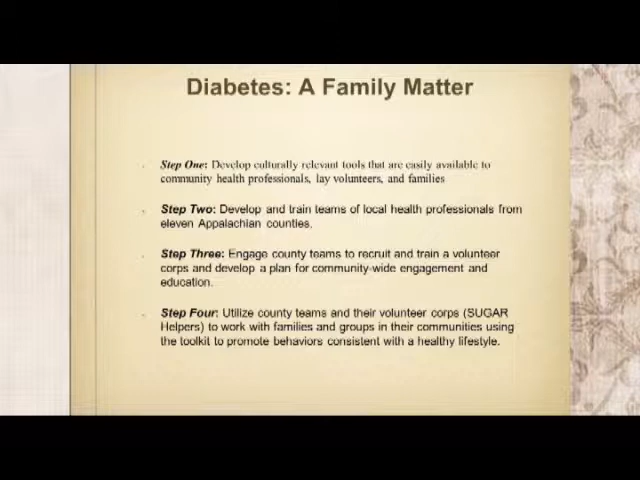 Diabetes: A Family Matter
Step One: Develop culturally relevant tools that are easily available to
community health professionals, lay volunteers, and families
Step Two: Develop and train teams of local health professionals from
eleven Appalachian counties.
Step Three: Engage county teams to recruit and train a volunteer
corps and develop a plan for community-wide engagement and
education.
Step Four: Utilize county teams and their volunteer corps (SUGAR
Helpers) to work with families and groups in their communities using
the toolkit to promote behaviors consistent with a healthy lifestyle.